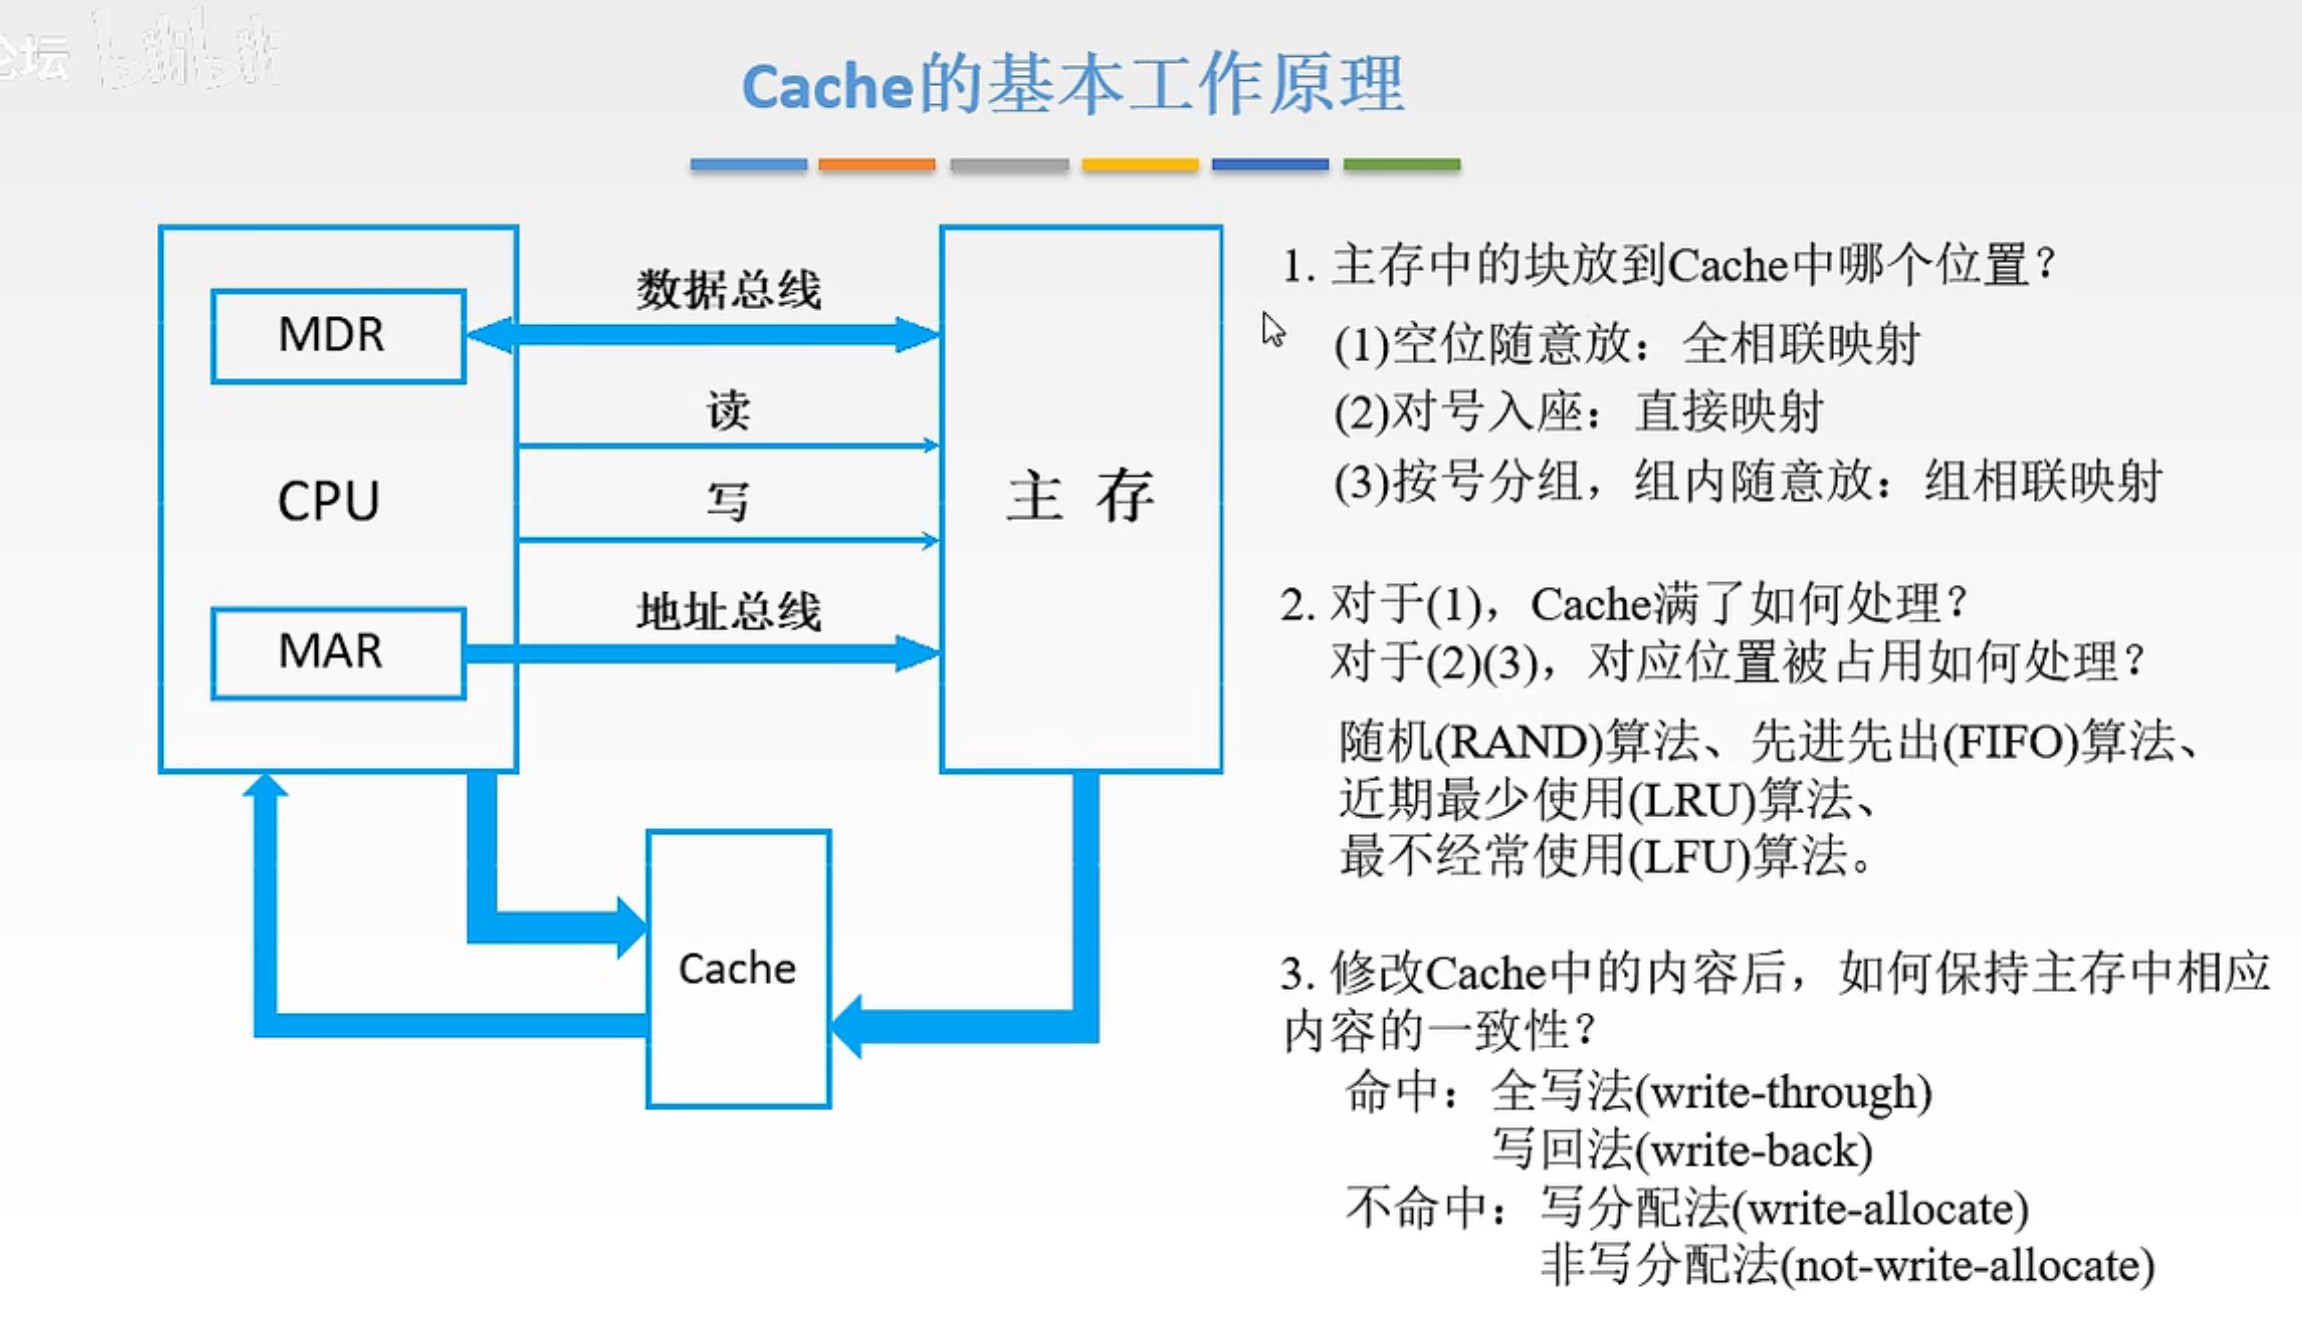 论坛 bilibili
Cache的基本工作原理
MDR
CPU
MAR
数据总线
读
写
地址总线
主 存
Cache
1. 主存中的块放到Cache中哪个位置？
(1)空位随意放：全相联映射
(2)对号入座：直接映射
(3)按号分组，组内随意放：组相联映射
2. 对于(1)，Cache满了如何处理？
对于(2)(3)，对应位置被占用如何处理？
随机(RAND)算法、先进先出(FIFO)算法、
近期最少使用(LRU)算法、
最不经常使用(LFU)算法。
3. 修改Cache中的内容后，如何保持主存中相应
内容的一致性？
命中：全写法(write-through)
写回法(write-back)
不命中：写分配法(write-allocate)
非写分配法(not-write-allocate)